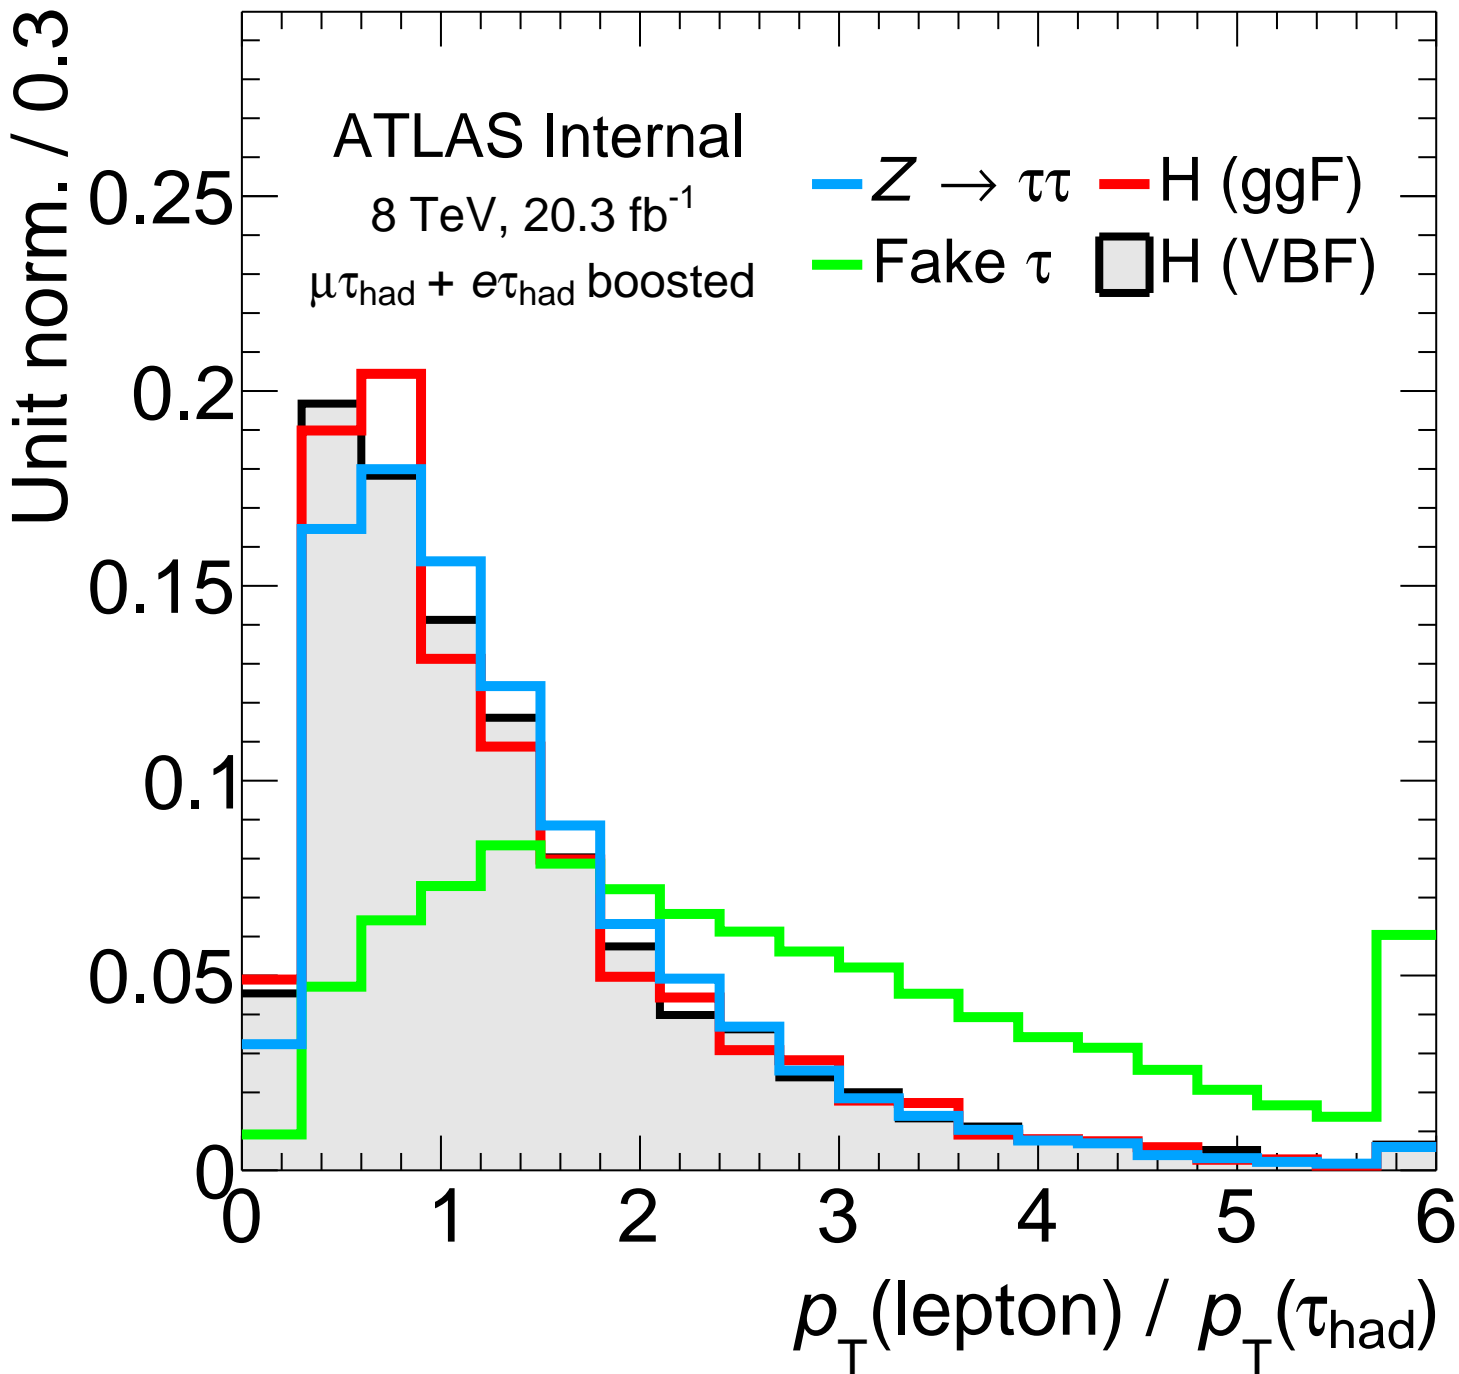 Unit norm. / 0.3
ATLAS Internal
8 TeV, 20.3 fb⁻¹
μτhad + eτhad boosted
Z → ττ
H (ggF)
Fake τ
H (VBF)
0.25
0.2
0.15
0.1
0.05
0
0 1 2 3 4 5 6
pT(lepton) / pT(τhad)